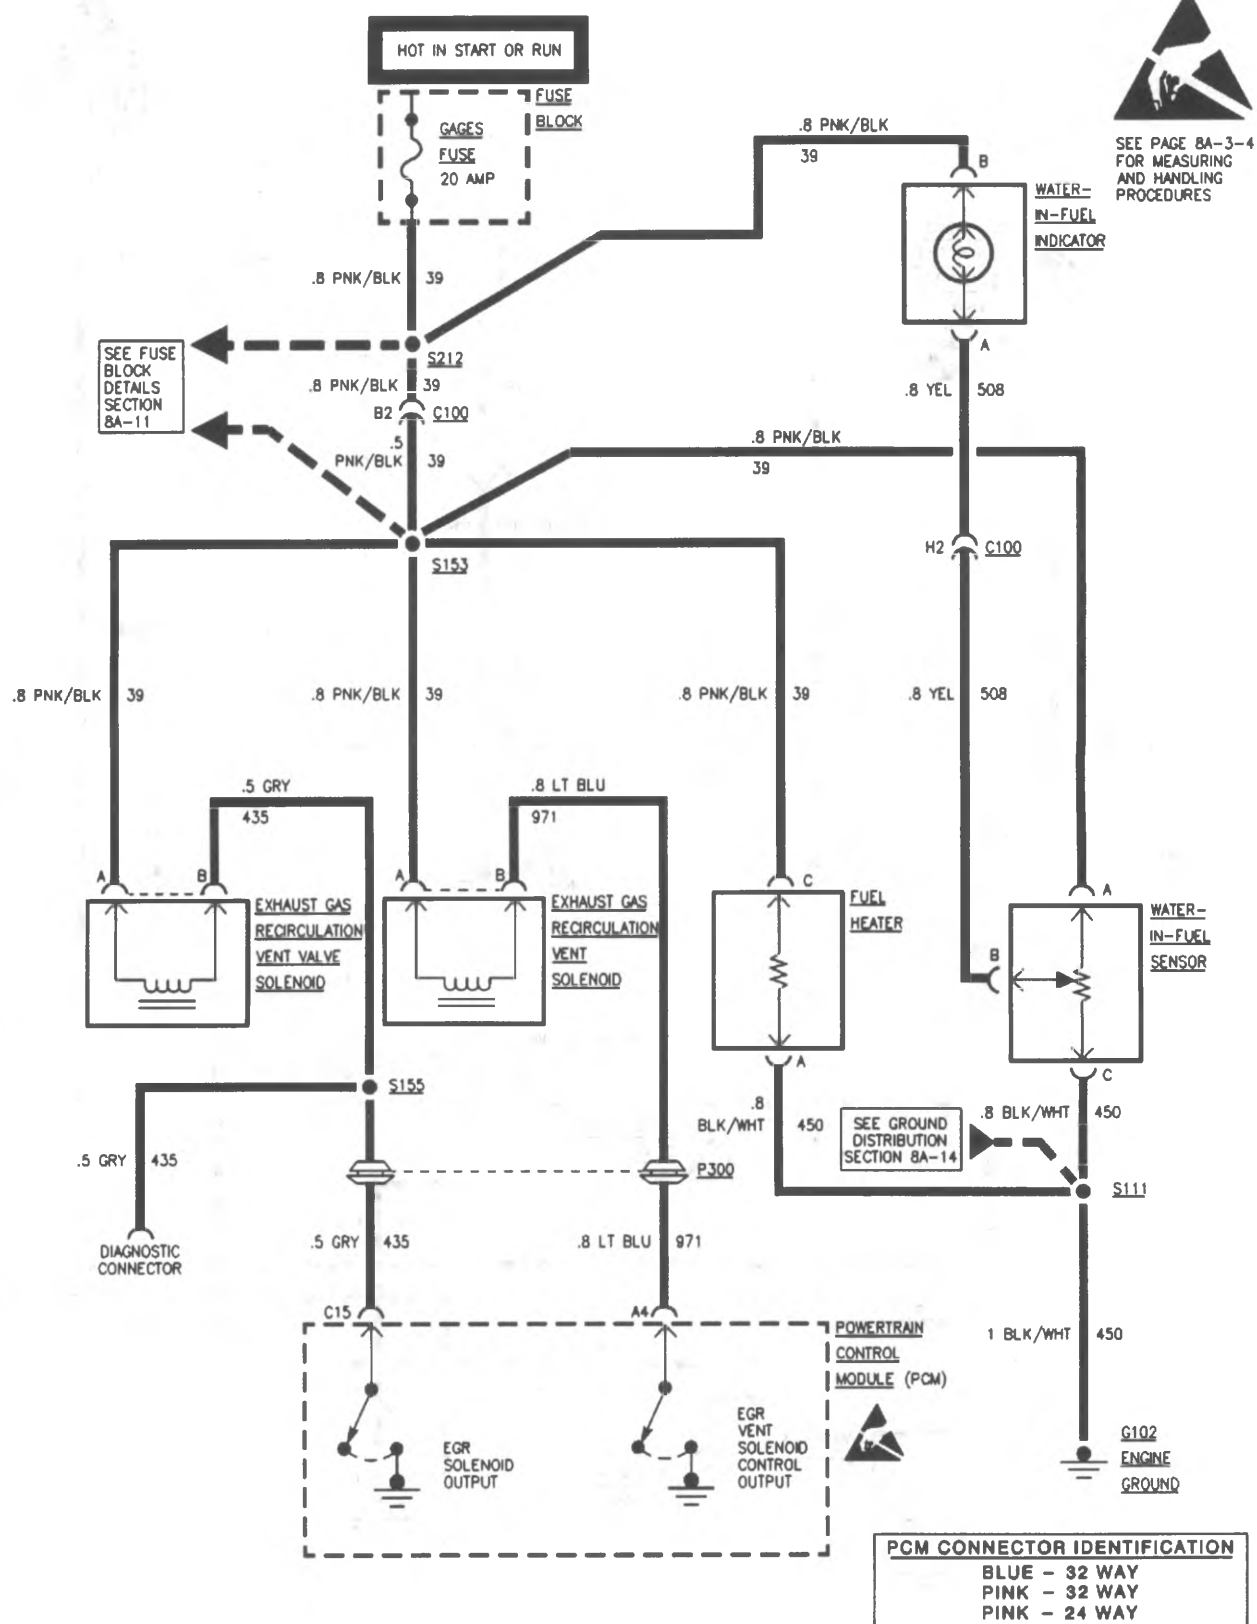 HOT IN START OR RUN
FUSE
BLOCK
GAGES
FUSE
20 AMP
SEE PAGE 8A-3-4
FOR MEASURING
AND HANDLING
PROCEDURES
.8 PNK/BLK
39
B
WATER-
IN-FUEL
INDICATOR
A
.8 PNK/BLK 39
SEE FUSE
BLOCK
DETAILS
SECTION
8A-11
S212
.8 PNK/BLK 39
B2 C100
.5
PNK/BLK 39
.8 YEL 508
.8 PNK/BLK
39
S153
H2 C100
.8 PNK/BLK 39
.8 PNK/BLK 39
.8 PNK/BLK 39
.8 YEL 508
.5 GRY
435
.8 LT BLU
971
A B
EXHAUST GAS
RECIRCULATION
VENT VALVE
SOLENOID
A B
EXHAUST GAS
RECIRCULATION
VENT
SOLENOID
C
FUEL
HEATER
A
A
WATER-
IN-FUEL
SENSOR
B
C
S155
.5 GRY 435
DIAGNOSTIC
CONNECTOR
.8
BLK/WHT 450
SEE GROUND
DISTRIBUTION
SECTION 8A-14
.8 BLK/WHT 450
P300
S111
.5 GRY 435
.8 LT BLU 971
C15
A4
POWERTRAIN
CONTROL
MODULE (PCM)
1 BLK/WHT 450
EGR
SOLENOID
OUTPUT
EGR
VENT
SOLENOID
CONTROL
OUTPUT
G102
ENGINE
GROUND
PCM CONNECTOR IDENTIFICATION
BLUE - 32 WAY
PINK - 32 WAY
PINK - 24 WAY